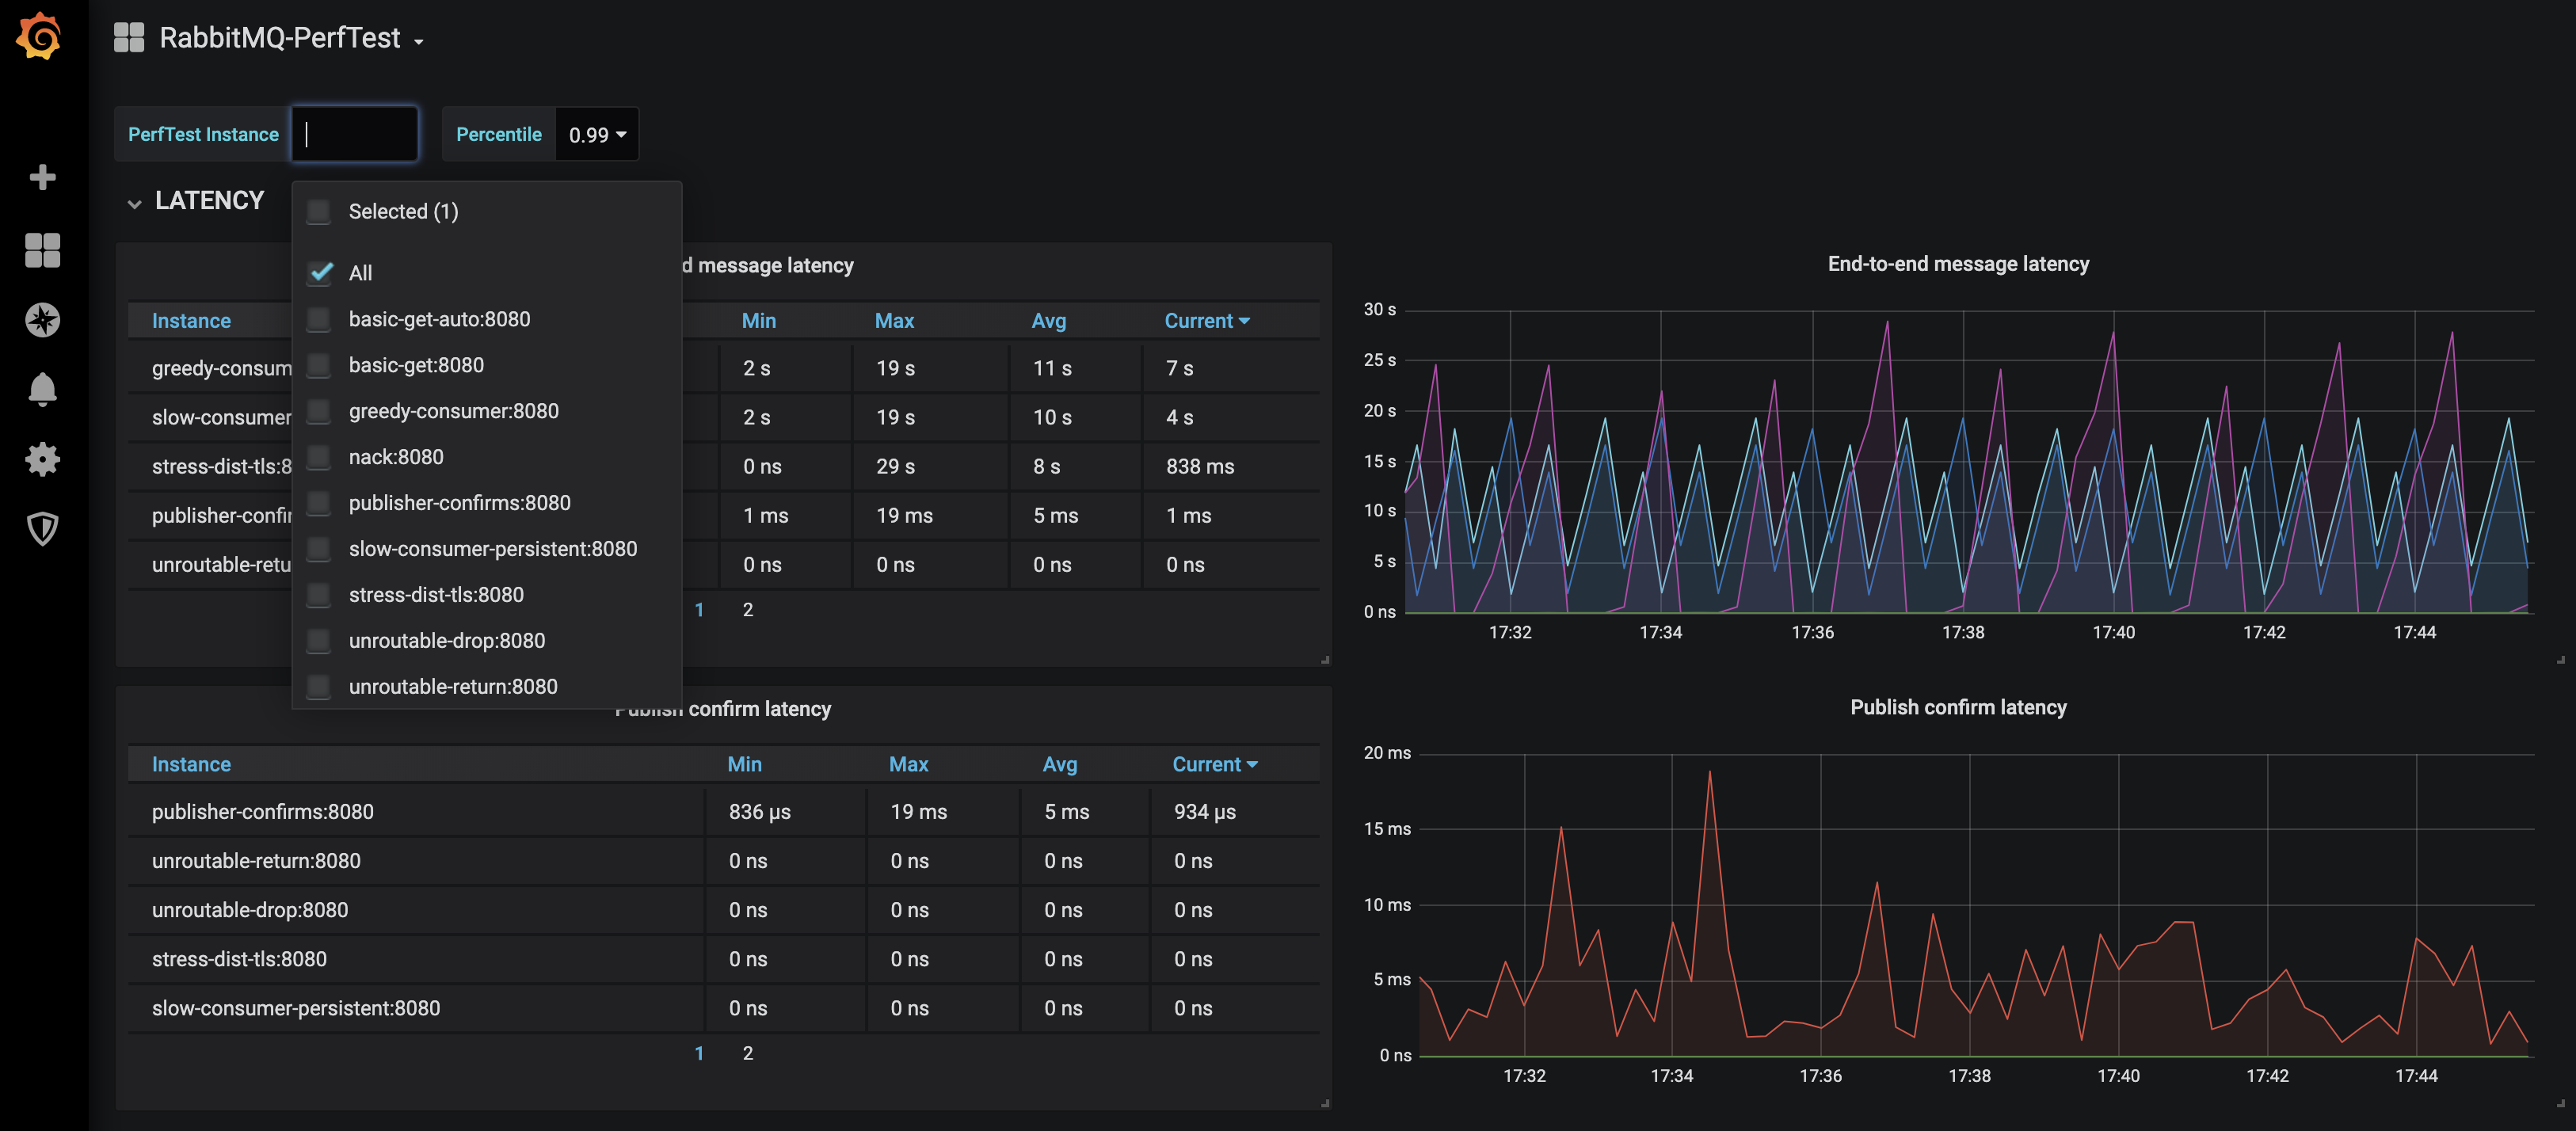 RabbitMQ-PerfTest
PerfTest Instance
Percentile 0.99
LATENCY
Selected (1)
All
basic-get-auto:8080
basic-get:8080
greedy-consumer:8080
nack:8080
publisher-confirms:8080
slow-consumer-persistent:8080
stress-dist-tls:8080
unroutable-drop:8080
unroutable-return:8080
d message latency
Instance Min Max Avg Current
greedy-consum 2 s 19 s 11 s 7 s
slow-consumer 2 s 19 s 10 s 4 s
stress-dist-tls:8 0 ns 29 s 8 s 838 ms
publisher-confir 1 ms 19 ms 5 ms 1 ms
unroutable-retu 0 ns 0 ns 0 ns 0 ns
1 2
End-to-end message latency
30 s
25 s
20 s
15 s
10 s
5 s
0 ns
17:32 17:34 17:36 17:38 17:40 17:42 17:44
Publish confirm latency
Instance Min Max Avg Current
publisher-confirms:8080 836 µs 19 ms 5 ms 934 µs
unroutable-return:8080 0 ns 0 ns 0 ns 0 ns
unroutable-drop:8080 0 ns 0 ns 0 ns 0 ns
stress-dist-tls:8080 0 ns 0 ns 0 ns 0 ns
slow-consumer-persistent:8080 0 ns 0 ns 0 ns 0 ns
1 2
Publish confirm latency
20 ms
15 ms
10 ms
5 ms
0 ns
17:32 17:34 17:36 17:38 17:40 17:42 17:44